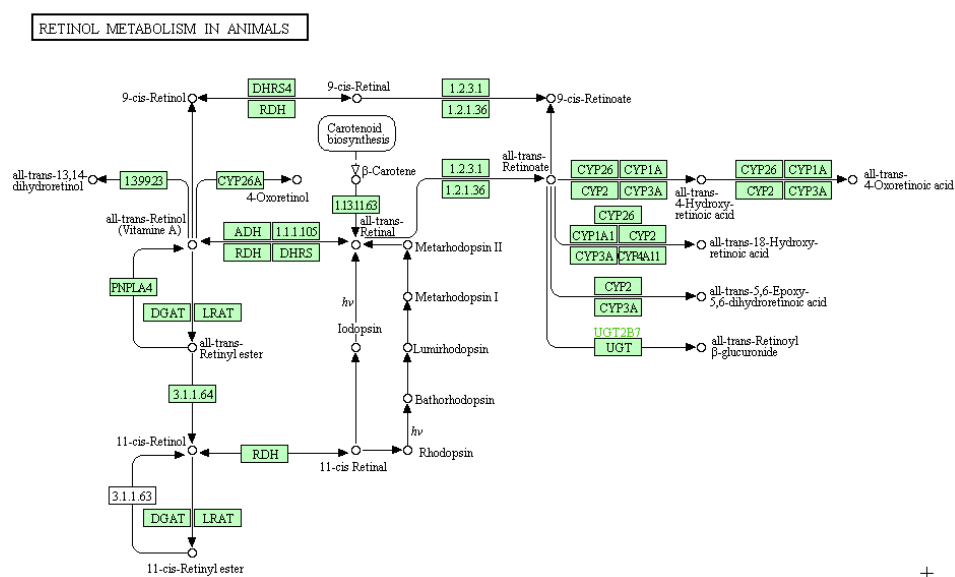 RETINOL METABOLISM IN ANIMALS
9-cis-Retinol
DHRS4
RDH
9-cis-Retinal
1.2.3.1
1.2.1.36
9-cis-Retinoate
Carotenoid
biosynthesis
β-Carotene
1.13.11.63
all-trans-
Retinal
all-trans-13,14-
dihydroretinol
1.3.99.23
CYP26A
4-Oxoretinol
1.2.3.1
1.2.1.36
all-trans-
Retinoate
CYP26
CYP1A
CYP2
CYP3A
all-trans-
4-Hydroxy-
retinoic acid
CYP26
CYP1A
CYP2
CYP3A
all-trans-
4-Oxoretinoic acid
all-trans-Retinol
(Vitamine A)
ADH
1.1.1.105
RDH
DHRS
Metarhodopsin II
CYP26
CYP1A1
CYP2
CYP3A
CYP4A11
all-trans-18-Hydroxy-
retinoic acid
PNPLA4
DGAT
LRAT
hν
Iodopsin
Metarhodopsin I
CYP2
CYP3A
all-trans-5,6-Epoxy-
5,6-dihydroretinoic acid
all-trans-
Retinyl ester
Lumirhodopsin
UGT2B7
UGT
all-trans-Retinoyl
β-glucuronide
3.1.1.64
Bathorhodopsin
hν
11-cis-Retinol
RDH
11-cis Retinal
Rhodopsin
3.1.1.63
DGAT
LRAT
11-cis-Retinyl ester